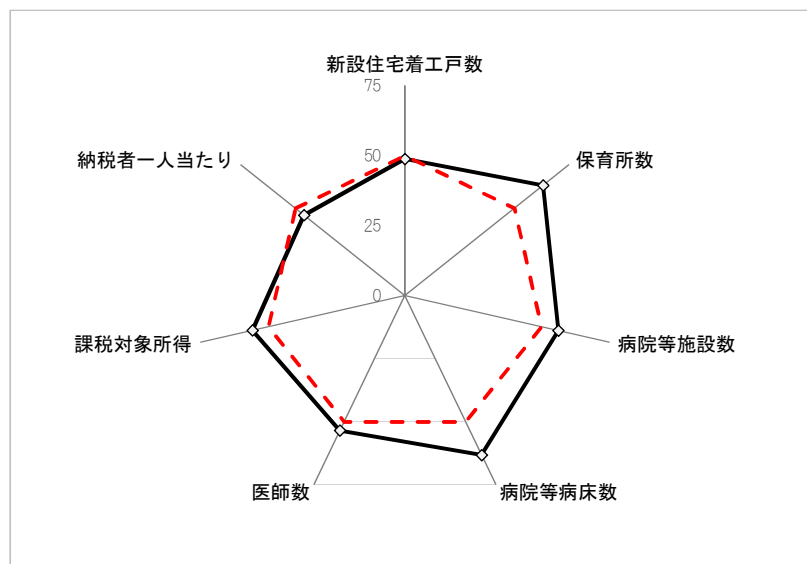 新設住宅着工戸数
75
納税者一人当たり
50
保育所数
25
0
課税対象所得
病院等施設数
医師数
病院等病床数